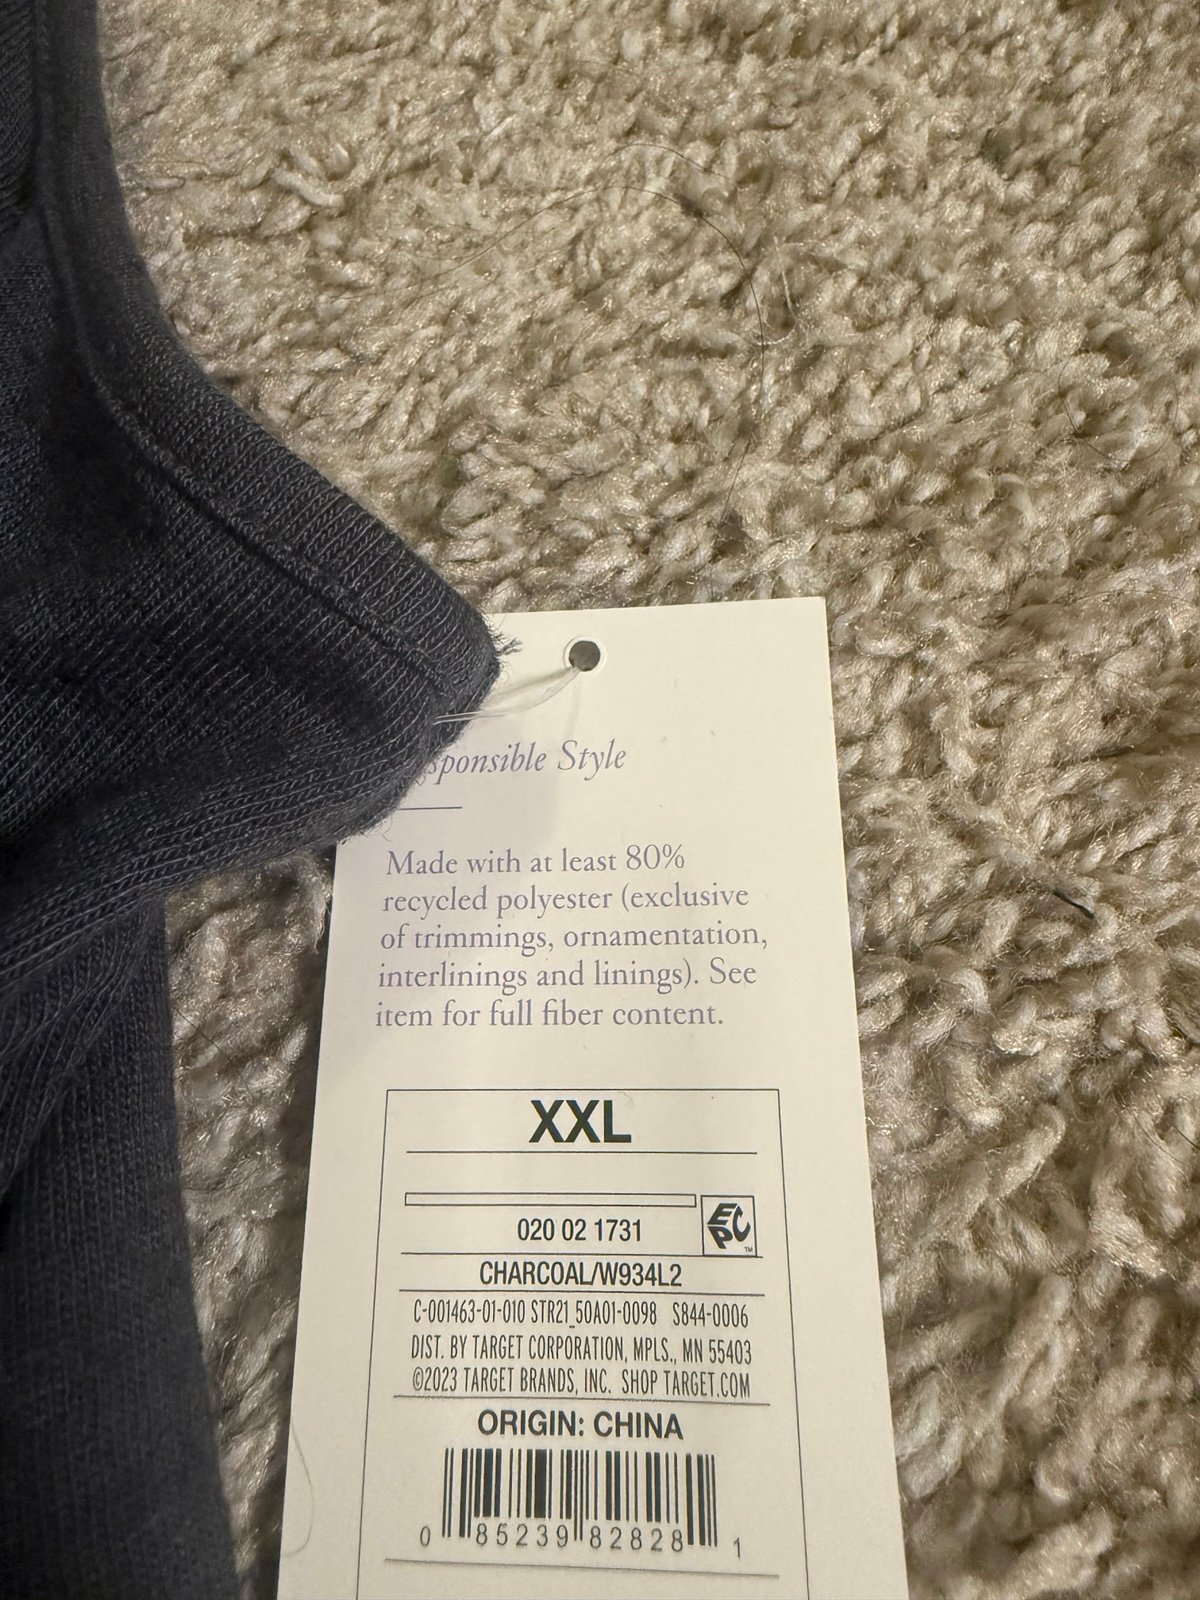 sponsible Style
Made with at least 80%
recycled polyester (exclusive
of trimmings, ornamentation,
interlinings and linings). See
item for full fiber content.
XXL
020 02 1731
EPC™
CHARCOAL/W934L2
C-001463-01-010 STR21_50A01-0098 S844-0006
DIST. BY TARGET CORPORATION, MPLS., MN 55403
©2023 TARGET BRANDS, INC. SHOP TARGET.COM
ORIGIN: CHINA
0 85239 82828 1